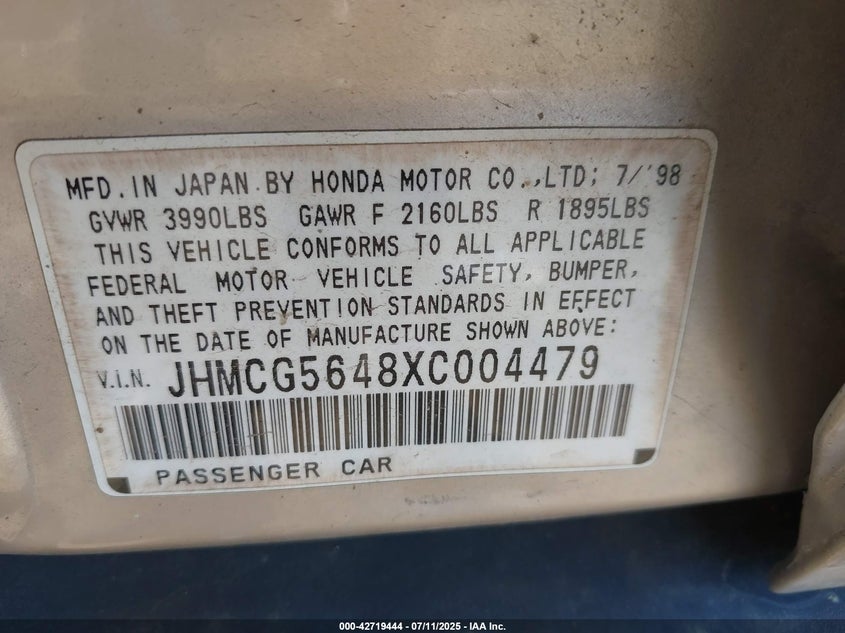 MFD. IN JAPAN BY HONDA MOTOR CO.,LTD; 7/'98
GVWR 3990LBS GAWR F 2160LBS R 1895LBS
THIS VEHICLE CONFORMS TO ALL APPLICABLE
FEDERAL MOTOR VEHICLE SAFETY, BUMPER,
AND THEFT PREVENTION STANDARDS IN EFFECT
ON THE DATE OF MANUFACTURE SHOWN ABOVE:
V.I.N. JHMCG5648XC004479
PASSENGER CAR
000-42719444 - 07/11/2025 - IAA Inc.